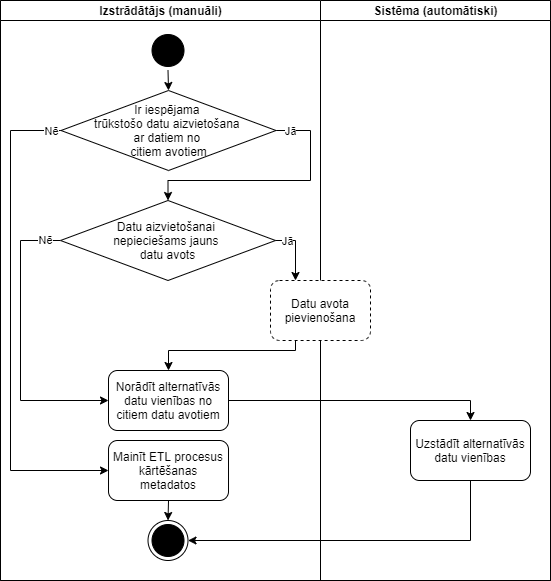 Izstrādātājs (manuāli)
Sistēma (automātiski)
Ir iespējama
trūkstošo datu aizvietošana
ar datiem no
citiem avotiem
Nē
Jā
Datu aizvietošanai
nepieciešams jauns
datu avots
Nē
Jā
Datu avota
pievienošana
Norādīt alternatīvās
datu vienības no
citiem datu avotiem
Uzstādīt alternatīvās
datu vienības
Mainīt ETL procesus
kārtēšanas
metadatos